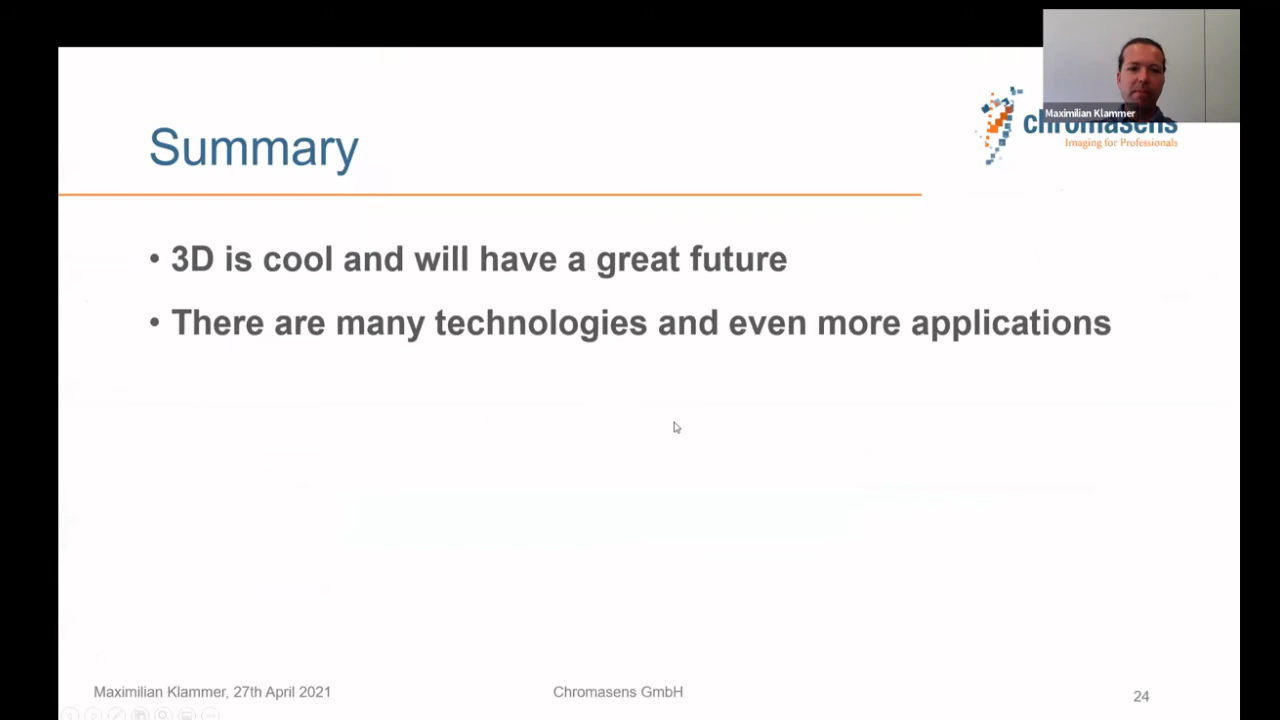 Maximilian Klammer
chromasens
Imaging for Professionals
Summary
• 3D is cool and will have a great future
• There are many technologies and even more applications
Maximilian Klammer, 27th April 2021
Chromasens GmbH
24